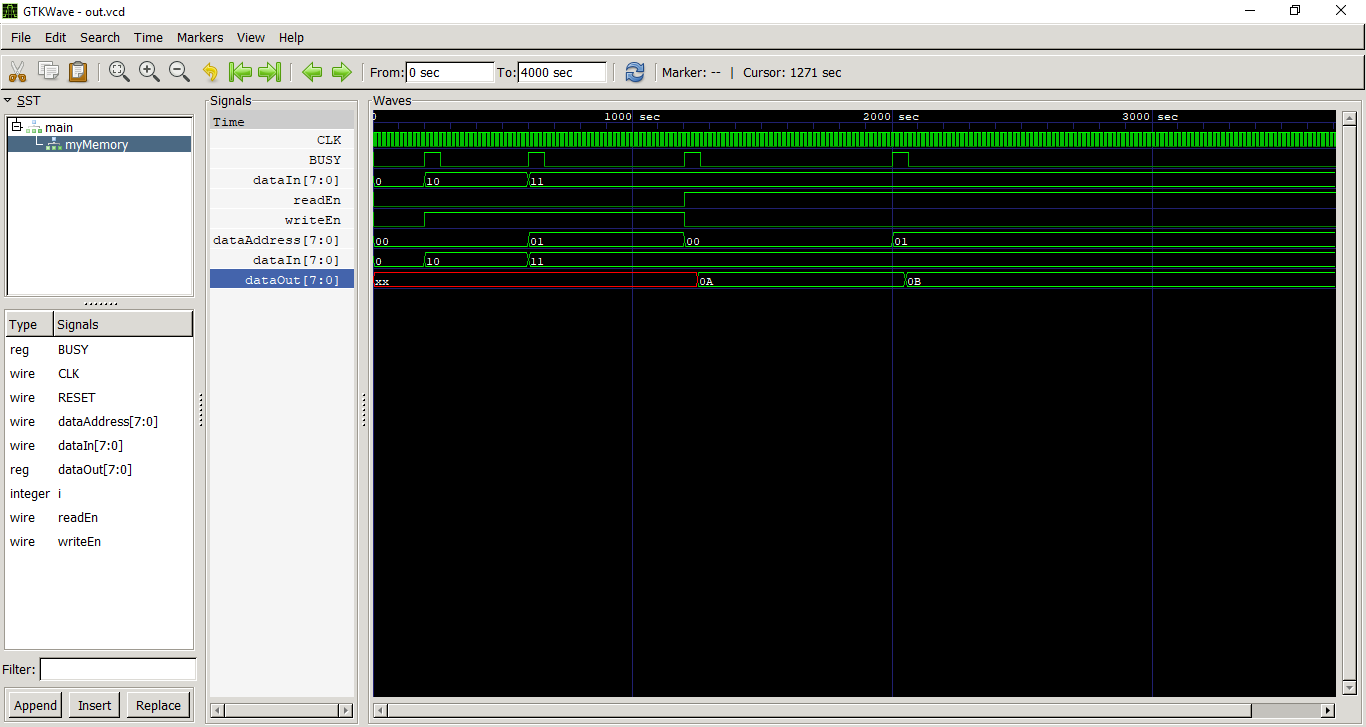 GTKWave - out.vcd
File Edit Search Time Markers View Help
From: 0 sec To: 4000 sec Marker: -- | Cursor: 1271 sec
SST
main
myMemory
Type Signals
reg BUSY
wire CLK
wire RESET
wire dataAddress[7:0]
wire dataIn[7:0]
reg dataOut[7:0]
integer i
wire readEn
wire writeEn
Filter:
Append Insert Replace
Signals
Time
CLK
BUSY
dataIn[7:0]
readEn
writeEn
dataAddress[7:0]
dataIn[7:0]
dataOut[7:0]
Waves
0 1000 sec 2000 sec 3000 sec
0 10 11
00 01 00 01
0 10 11
xx 0A 0B